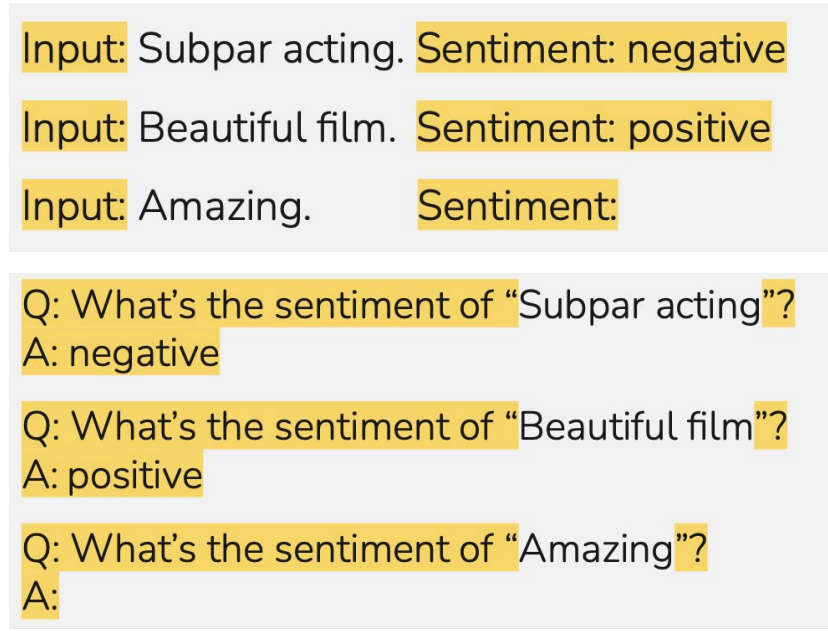 Input: Subpar acting. Sentiment: negative
Input: Beautiful film. Sentiment: positive
Input: Amazing. Sentiment:
Q: What’s the sentiment of “Subpar acting”?
A: negative
Q: What’s the sentiment of “Beautiful film”?
A: positive
Q: What’s the sentiment of “Amazing”?
A: